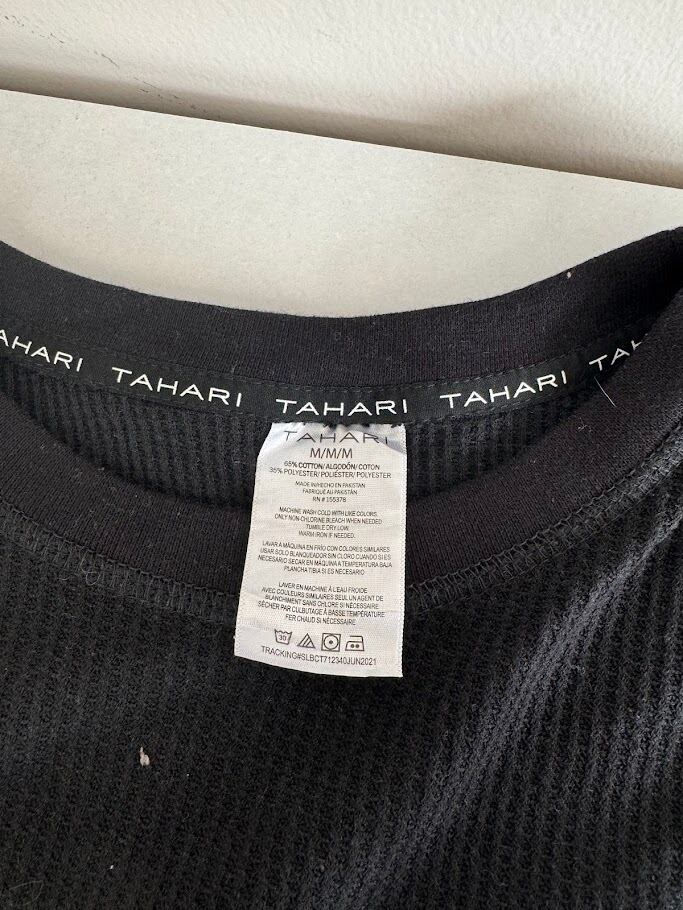 AHARI TAHARI TAHARI TAHARI TAH
TAHARI
M/M/M
65% COTTON/ ALGODÓN/ COTON
35% POLYESTER/ POLIÉSTER/ POLYESTER
MADE IN/HECHO EN PAKISTAN
FABRIQUÉ AU PAKISTÁN
RN # 155378
MACHINE WASH COLD WITH LIKE COLORS.
ONLY NON-CHLORINE BLEACH WHEN NEEDED
TUMBLE DRY LOW.
WARM IRON IF NEEDED.
LAVAR A MÁQUINA EN FRÍO CON COLORES SIMILARES
USAR SOLO BLANQUEADOR SIN CLORO CUANDO SI ES
NECESARIO SECAR EN MÁQUINA A TEMPERATURA BAJA
PLANCHA TIBIA SI ES NECESARIO
LAVER EN MACHINE À L'EAU FROIDE
AVEC COULEURS SIMILAIRES SEUL UN AGENT DE
BLANCHIMENT SANS CHLORE SI NÉCESSAIRE
SÉCHER PAR CULBUTAGE À BASSE TEMPÉRATURE
FER CHAUD SI NÉCESSAIRE
30
TRACKING#SLBCT712340JUN2021